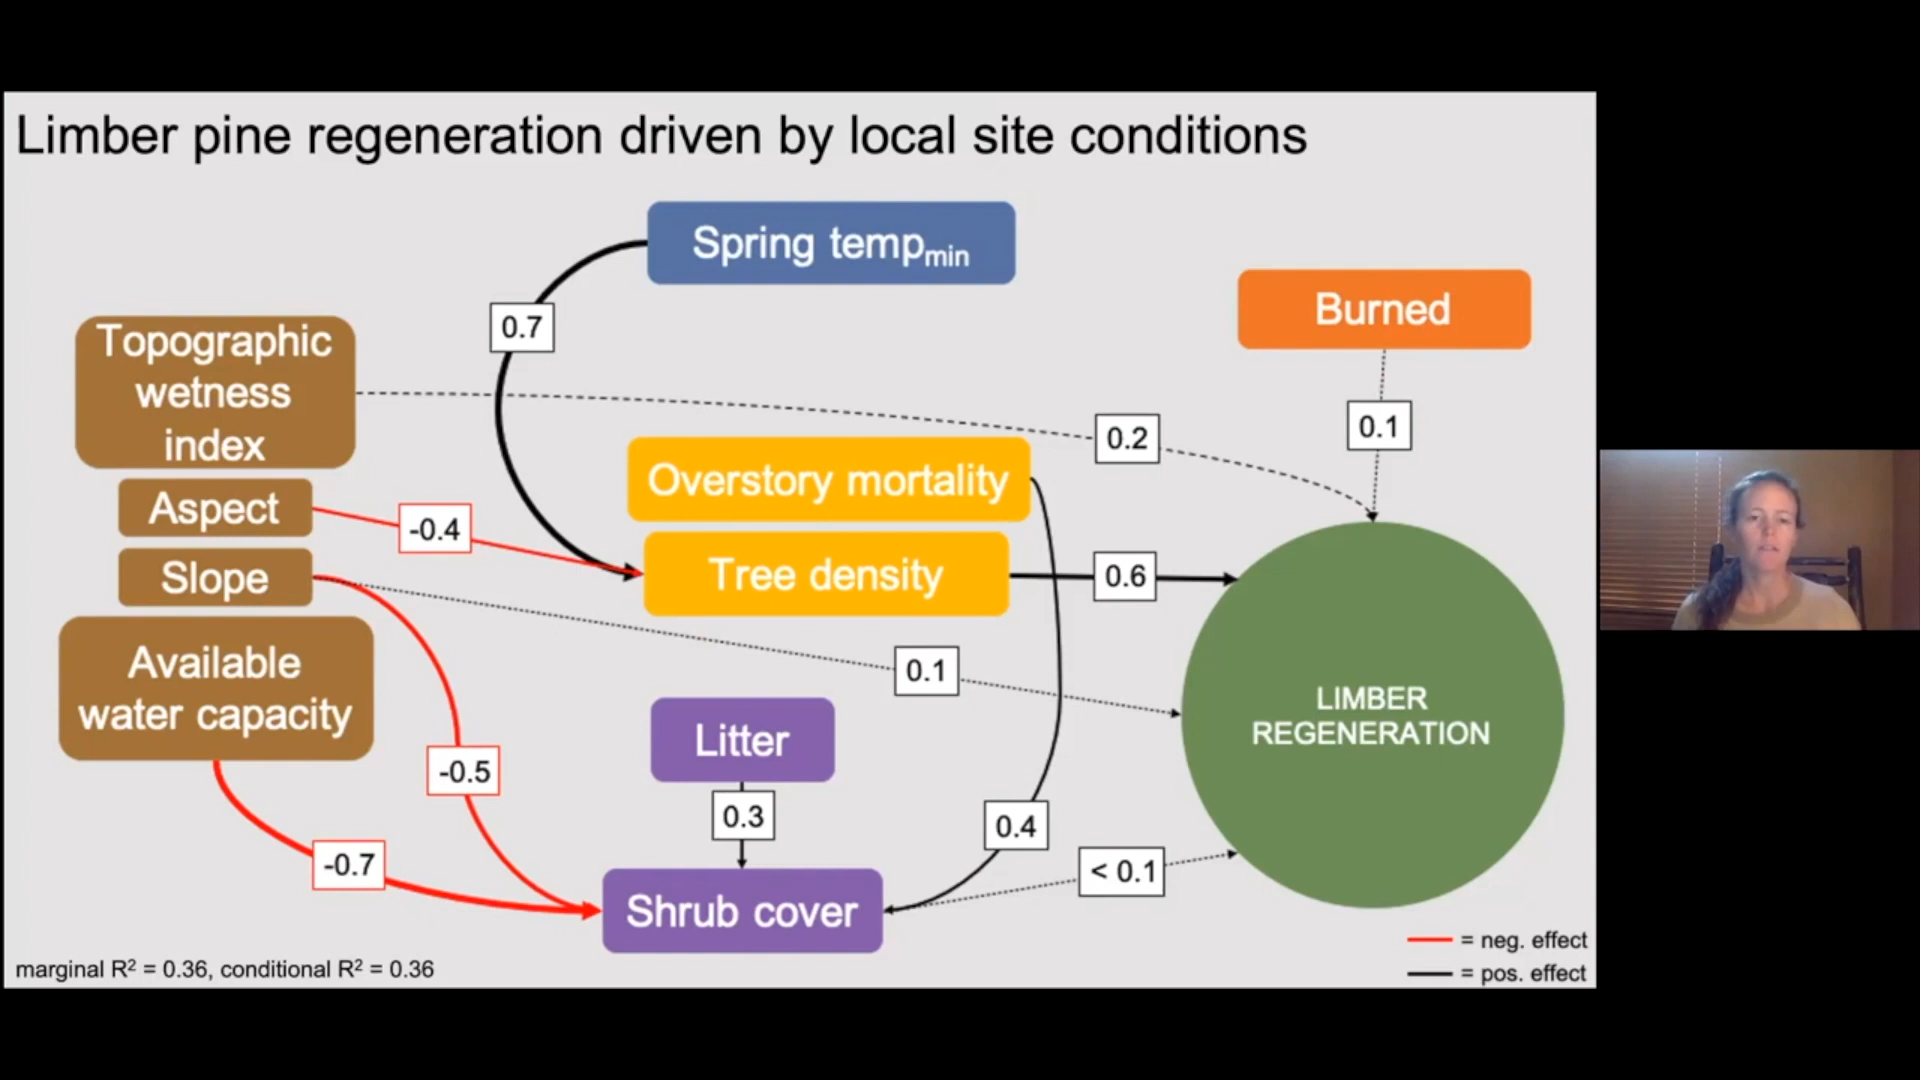 Limber pine regeneration driven by local site conditions
Spring temp_min
Burned
0.7
Topographic
wetness
index
0.2
0.1
Overstory mortality
Aspect
-0.4
Slope
Tree density
0.6
Available
water capacity
0.1
LIMBER
REGENERATION
Litter
-0.5
0.3
0.4
-0.7
< 0.1
Shrub cover
= neg. effect
marginal R² = 0.36, conditional R² = 0.36
= pos. effect